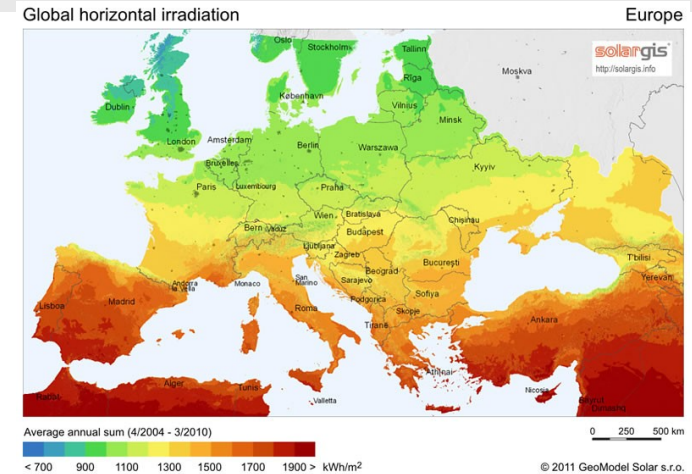 Global horizontal irradiation
Europe
solargis
http://solargis.info
Oslo
Stockholm
Tallinn
Rīga
Moskva
København
Dublin
Vilnius
Minsk
London
Amsterdam
Berlin
Warszawa
Bruxelles
Kyyiv
Paris
Luxembourg
Praha
Wien
Bratislava
Chişinau
Bern
Vaduz
Budapest
Ljubljana
Zagreb
Bucureşti
T'bilisi
Andorra
la Vella
Monaco
San
Marino
Beograd
Sarajevo
Yerevan
Sofiya
Podgorica
Lisboa
Madrid
Roma
Skopje
Tiranë
Ankara
Athínai
Alger
Tunis
Nicosia
Rabat
Valletta
Bayrut
Average annual sum (4/2004 - 3/2010)
0 250 500 km
< 700 900 1100 1300 1500 1700 1900 > kWh/m²
© 2011 GeoModel Solar s.r.o.